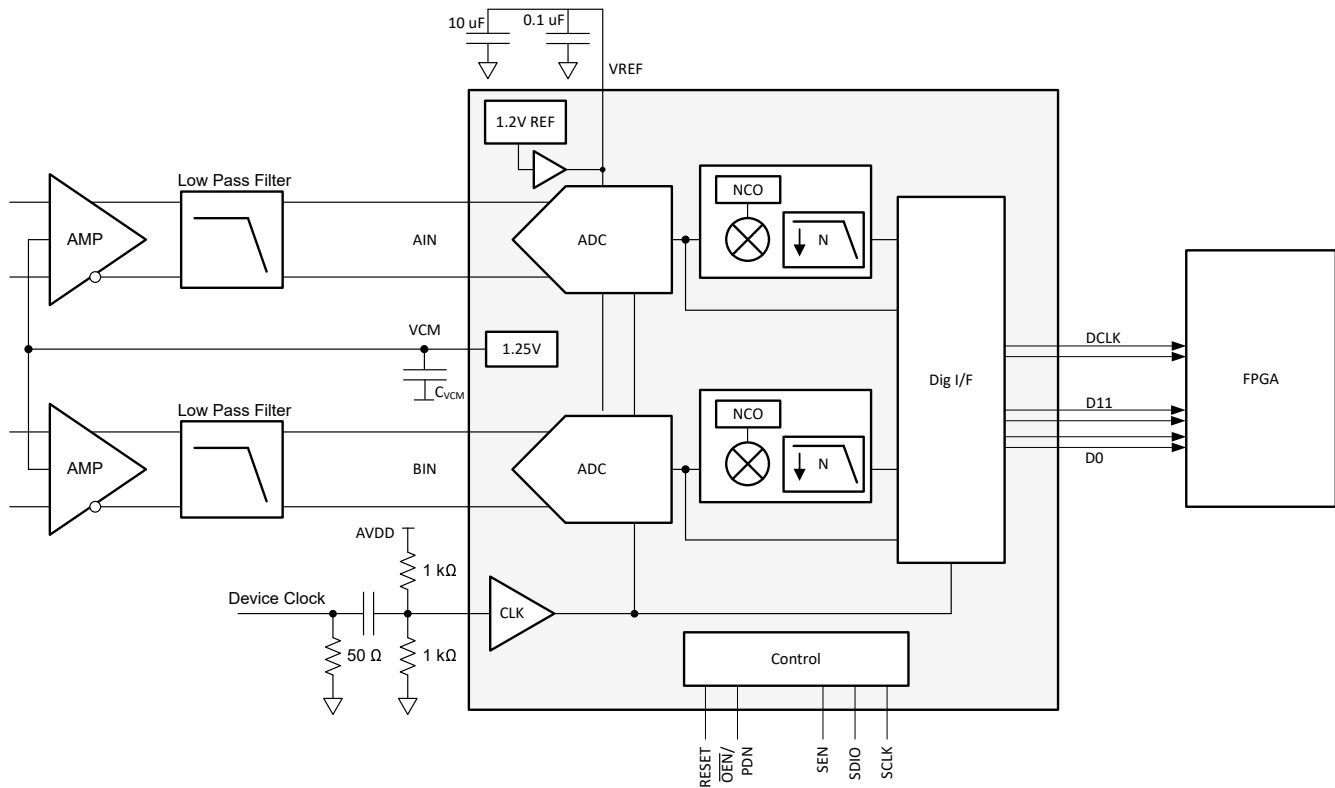 10 uF
0.1 uF
VREF
1.2V REF
Low Pass Filter
NCO
AMP
AIN
ADC
N
VCM
1.25V
CVCM
DCLK
Dig I/F
FPGA
D11
D0
Low Pass Filter
NCO
AMP
BIN
ADC
N
AVDD
1 kΩ
Device Clock
CLK
50 Ω
1 kΩ
Control
RESET
OEN/
PDN
SEN
SDIO
SCLK